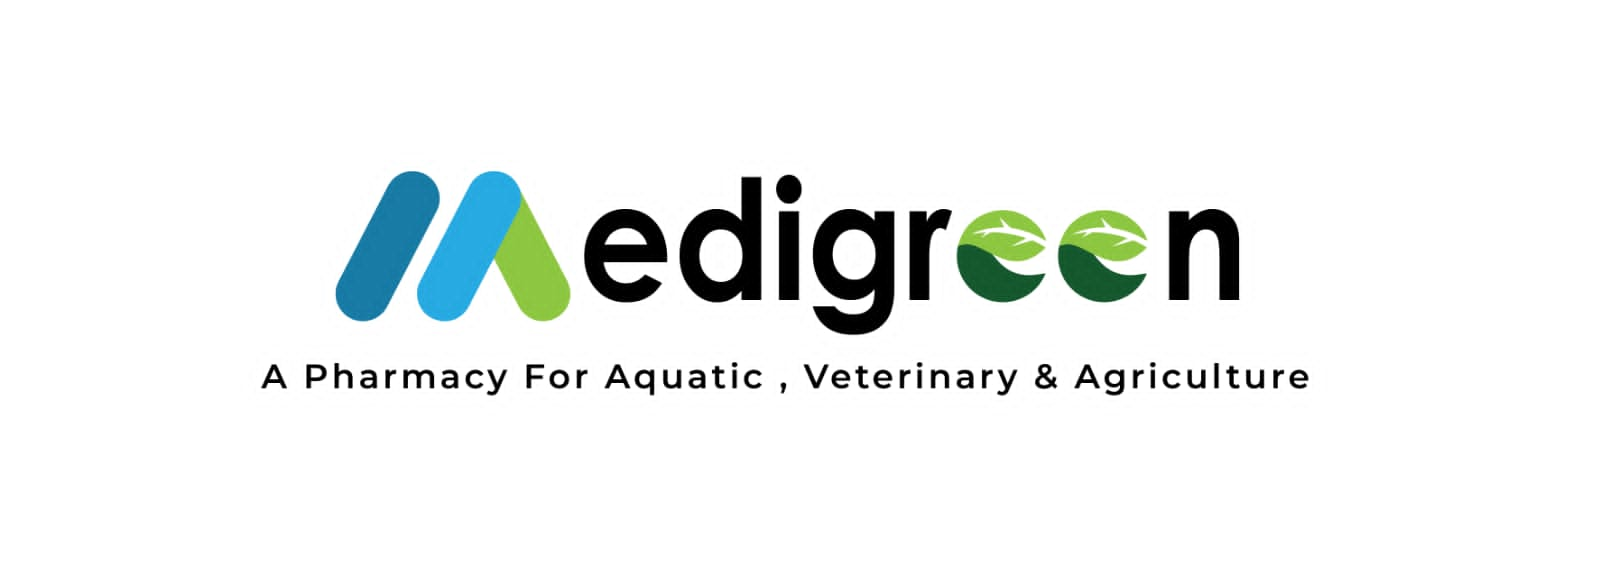 Medigreen
A Pharmacy For Aquatic , Veterinary & Agriculture